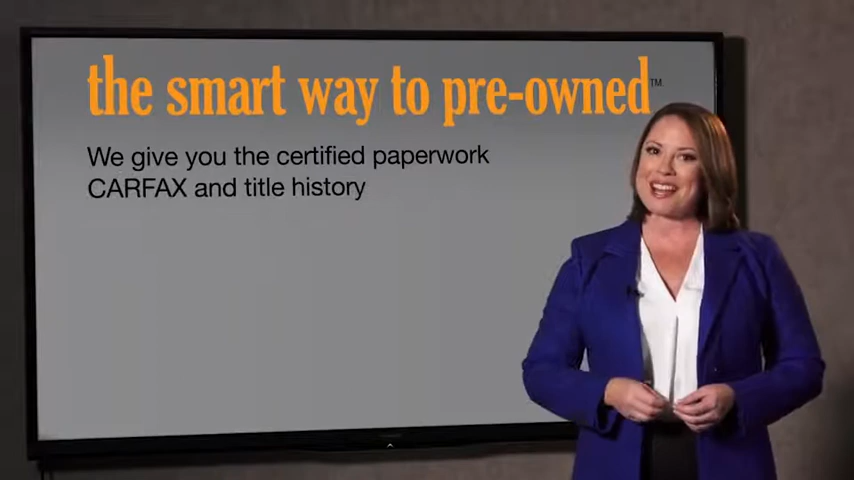 the smart way to pre-owned™
We give you the certified paperwork
CARFAX and title history